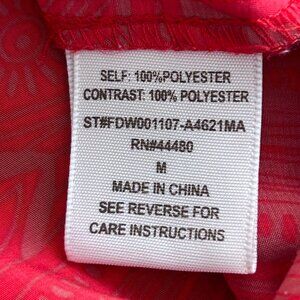 SELF: 100%POLYESTER
CONTRAST: 100% POLYESTER
ST#FDW001107-A4621MA
RN#44480
M
MADE IN CHINA
SEE REVERSE FOR
CARE INSTRUCTIONS